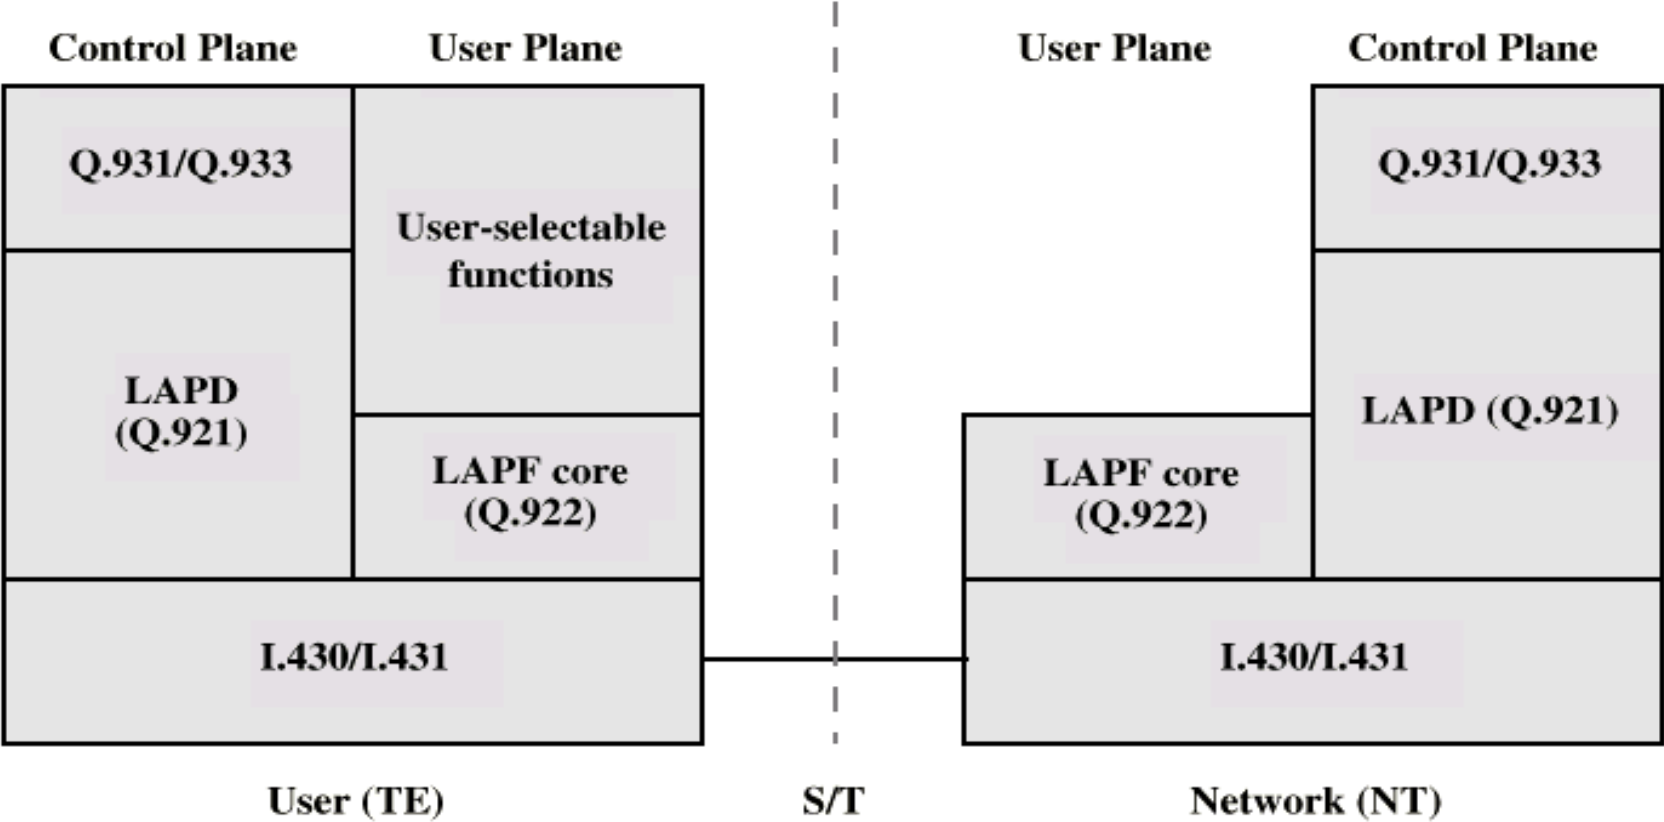 Control Plane
User Plane
User Plane
Control Plane
Q.931/Q.933
User-selectable
functions
LAPD
(Q.921)
LAPF core
(Q.922)
I.430/I.431
Q.931/Q.933
LAPD (Q.921)
LAPF core
(Q.922)
I.430/I.431
User (TE)
S/T
Network (NT)